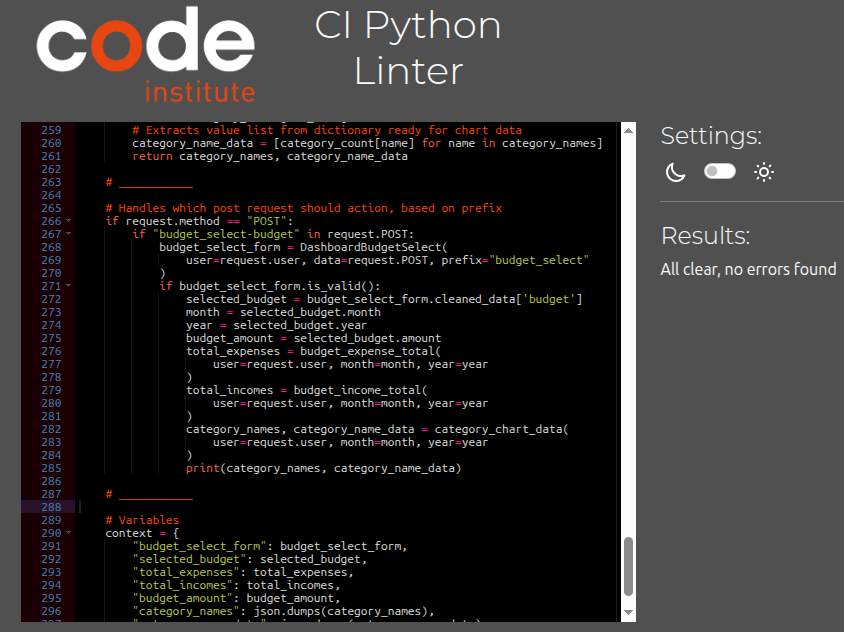 code
institute
CI Python
Linter
259 # Extracts value list from dictionary ready for chart data
260 category_name_data = [category_count[name] for name in category_names]
261 return category_names, category_name_data
262
263 # ___________
264
265 # Handles which post request should action, based on prefix
266 if request.method == "POST":
267 if "budget_select-budget" in request.POST:
268 budget_select_form = DashboardBudgetSelect(
269 user=request.user, data=request.POST, prefix="budget_select"
270 )
271 if budget_select_form.is_valid():
272 selected_budget = budget_select_form.cleaned_data['budget']
273 month = selected_budget.month
274 year = selected_budget.year
275 budget_amount = selected_budget.amount
276 total_expenses = budget_expense_total(
277 user=request.user, month=month, year=year
278 )
279 total_incomes = budget_income_total(
280 user=request.user, month=month, year=year
281 )
282 category_names, category_name_data = category_chart_data(
283 user=request.user, month=month, year=year
284 )
285 print(category_names, category_name_data)
286
287 # ___________
288
289 # Variables
290 context = {
291 "budget_select_form": budget_select_form,
292 "selected_budget": selected_budget,
293 "total_expenses": total_expenses,
294 "total_incomes": total_incomes,
295 "budget_amount": budget_amount,
296 "category_names": json.dumps(category_names),
Settings:
Results:
All clear, no errors found